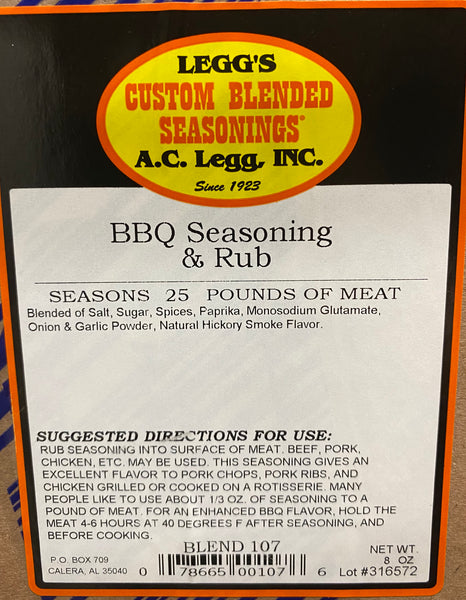 LEGG'S
CUSTOM BLENDED
SEASONINGS®
A.C. Legg, INC.
Since 1923
BBQ Seasoning
& Rub
SEASONS 25 POUNDS OF MEAT
Blended of Salt, Sugar, Spices, Paprika, Monosodium Glutamate,
Onion & Garlic Powder, Natural Hickory Smoke Flavor.
SUGGESTED DIRECTIONS FOR USE:
RUB SEASONING INTO SURFACE OF MEAT. BEEF, PORK,
CHICKEN, ETC. MAY BE USED. THIS SEASONING GIVES AN
EXCELLENT FLAVOR TO PORK CHOPS, PORK RIBS, AND
CHICKEN GRILLED OR COOKED ON A ROTISSERIE. MANY
PEOPLE LIKE TO USE ABOUT 1/3 OZ. OF SEASONING TO A
POUND OF MEAT. FOR AN ENHANCED BBQ FLAVOR, HOLD THE
MEAT 4-6 HOURS AT 40 DEGREES F AFTER SEASONING, AND
BEFORE COOKING.
BLEND 107
P.O. BOX 709
CALERA, AL 35040
0 78665 00107 6
NET WT.
8 OZ
Lot #316572